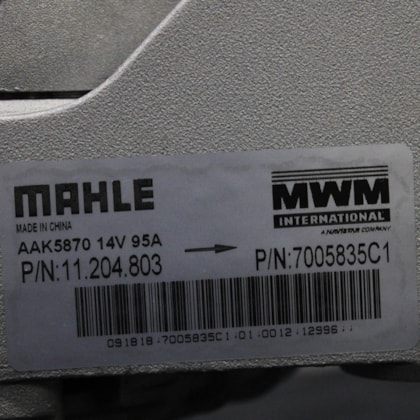 MAHLE
MADE IN CHINA
AAK5870 14V 95A
P/N:11.204.803
MWM
INTERNATIONAL
A NAVISTAR COMPANY
P/N:7005835C1
091818 7005835C1 01 0012 12996